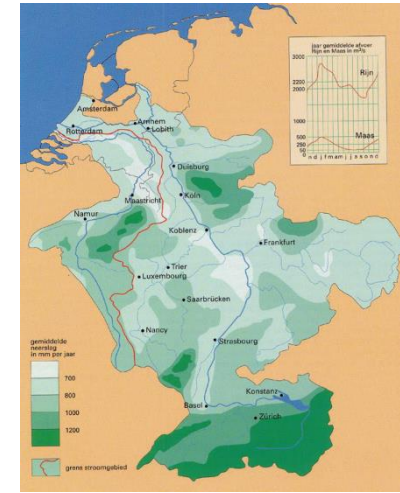 jaar gemiddelde afvoer
Rijn en Maas in m³/s
3000
2200
2000
Rijn
500
Maas
250
50
0
n d j f m a m j j a s o n d
Amsterdam
Rotterdam
Arnhem
Lobith
Duisburg
Maastricht
Köln
Namur
Koblenz
Frankfurt
Trier
Luxembourg
Saarbrücken
Nancy
Strasbourg
Konstanz
Basel
Zürich
gemiddelde
neerslag
in mm per jaar
700
800
1000
1200
grens stroomgebied